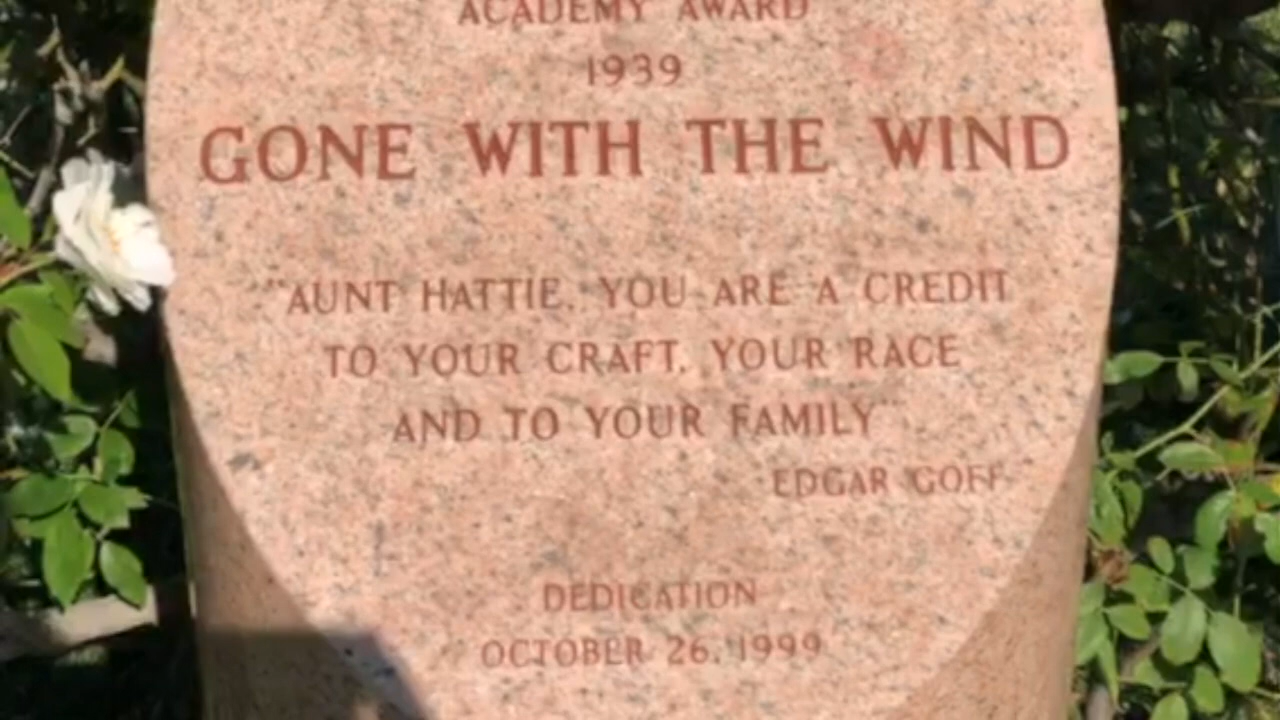 ACADEMY AWARD
1939
GONE WITH THE WIND
"AUNT HATTIE, YOU ARE A CREDIT
TO YOUR CRAFT, YOUR RACE
AND TO YOUR FAMILY"
EDGAR GOFF
DEDICATION
OCTOBER 26, 1999